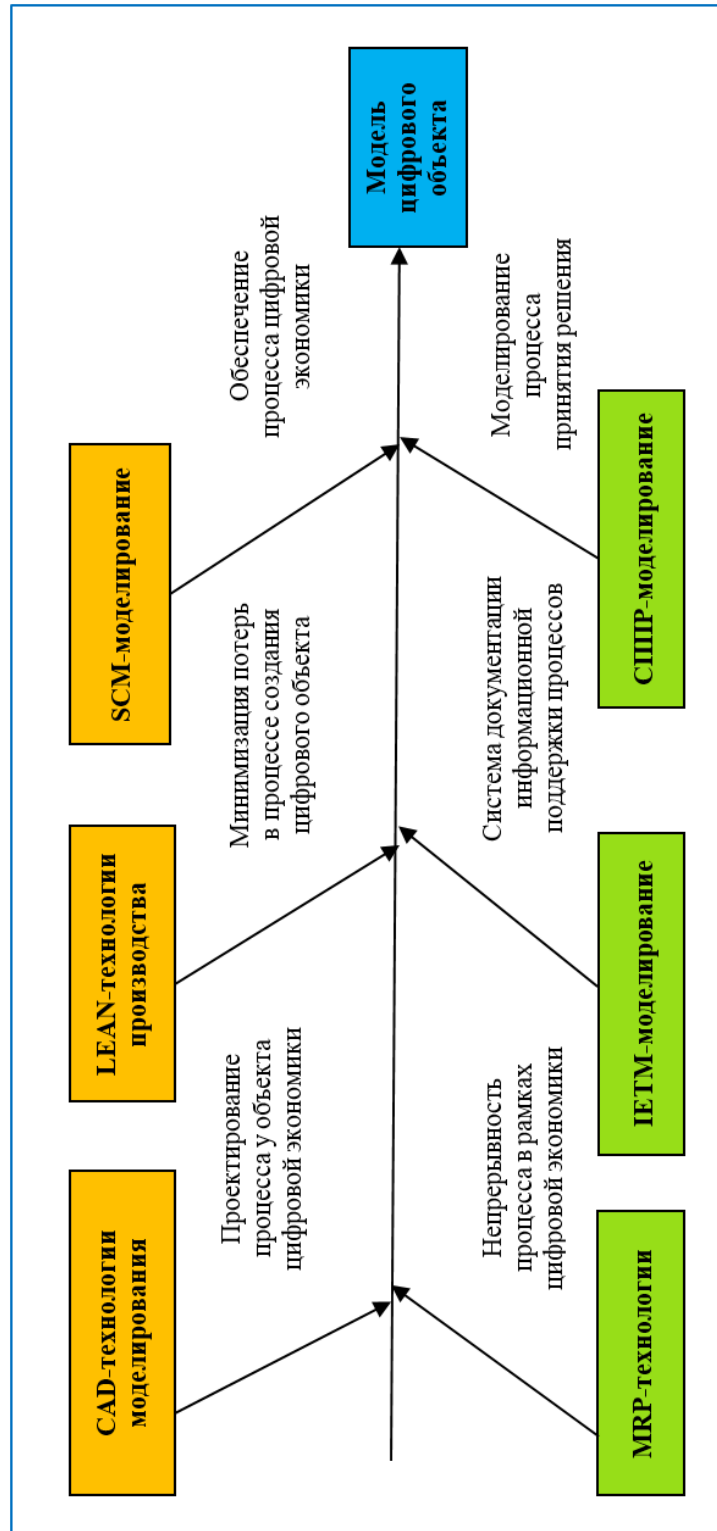 CAD-технологии
моделирования
LEAN-технологии
производства
SCM-моделирование
Проектирование
процесса у объекта
цифровой экономики
Минимизация потерь
в процессе создания
цифрового объекта
Обеспечение
процесса цифровой
экономики
Модель
цифрового
объекта
Непрерывность
процесса в рамках
цифровой экономики
Система документации
информационной
поддержки процессов
Моделирование
процесса
принятия решения
MRP-технологии
IETM-моделирование
СППР-моделирование